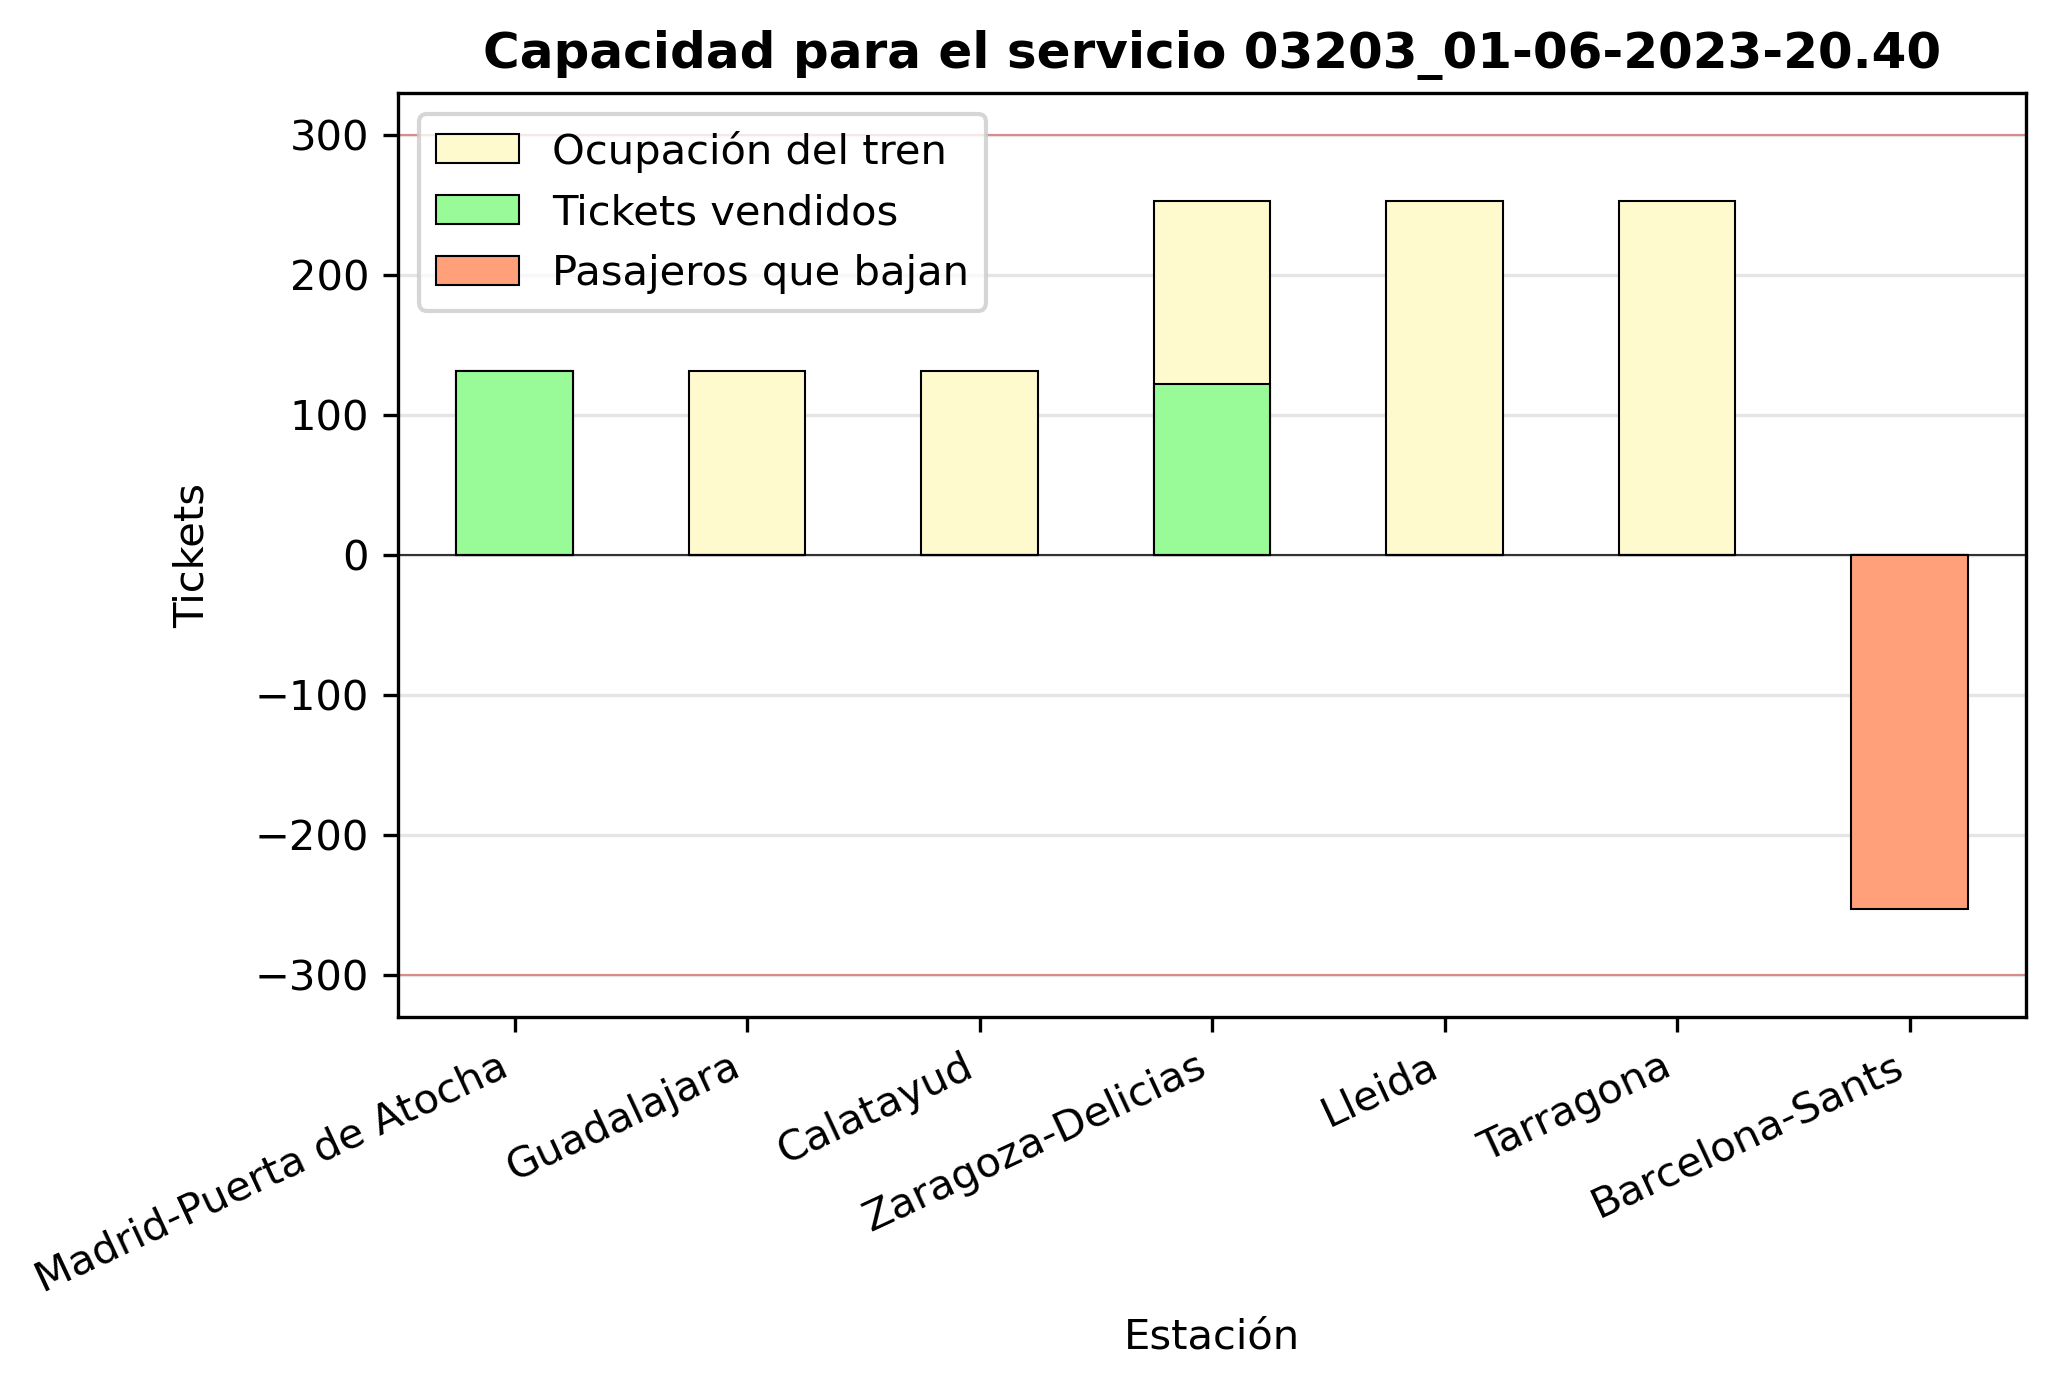 Capacidad para el servicio 03203_01-06-2023-20.40
Ocupación del tren
Tickets vendidos
Pasajeros que bajan
300
200
100
0
−100
−200
−300
Tickets
Madrid-Puerta de Atocha
Guadalajara
Calatayud
Zaragoza-Delicias
Lleida
Tarragona
Barcelona-Sants
Estación